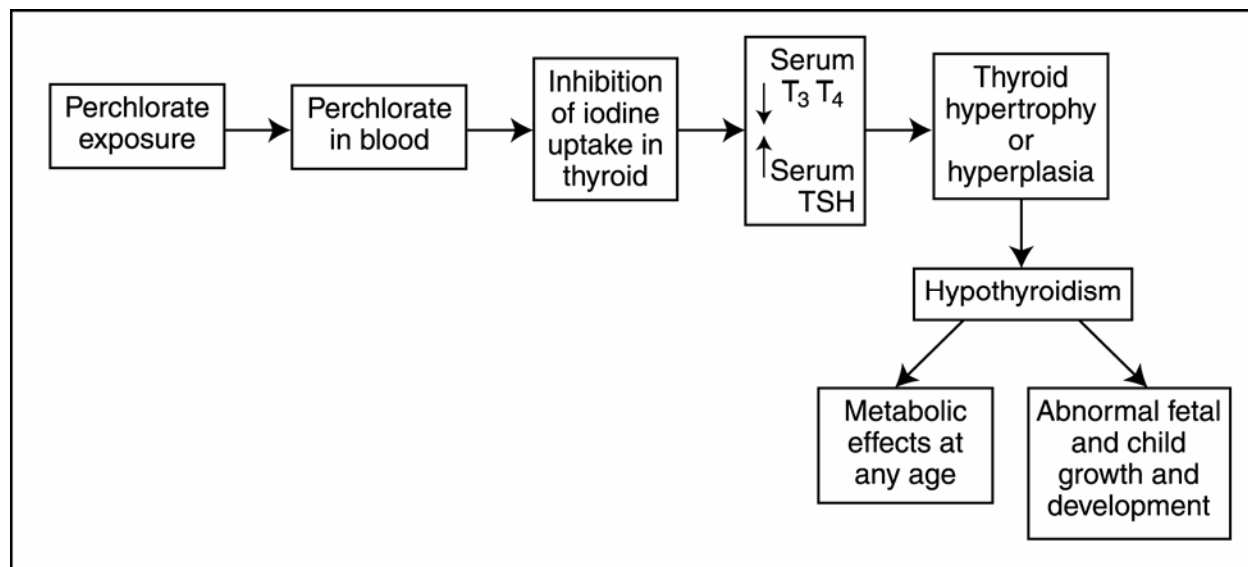 Perchlorate
exposure
Perchlorate
in blood
Inhibition
of iodine
uptake in
thyroid
Serum
T₃ T₄
Serum
TSH
Thyroid
hypertrophy
or
hyperplasia
Hypothyroidism
Metabolic
effects at
any age
Abnormal fetal
and child
growth and
development